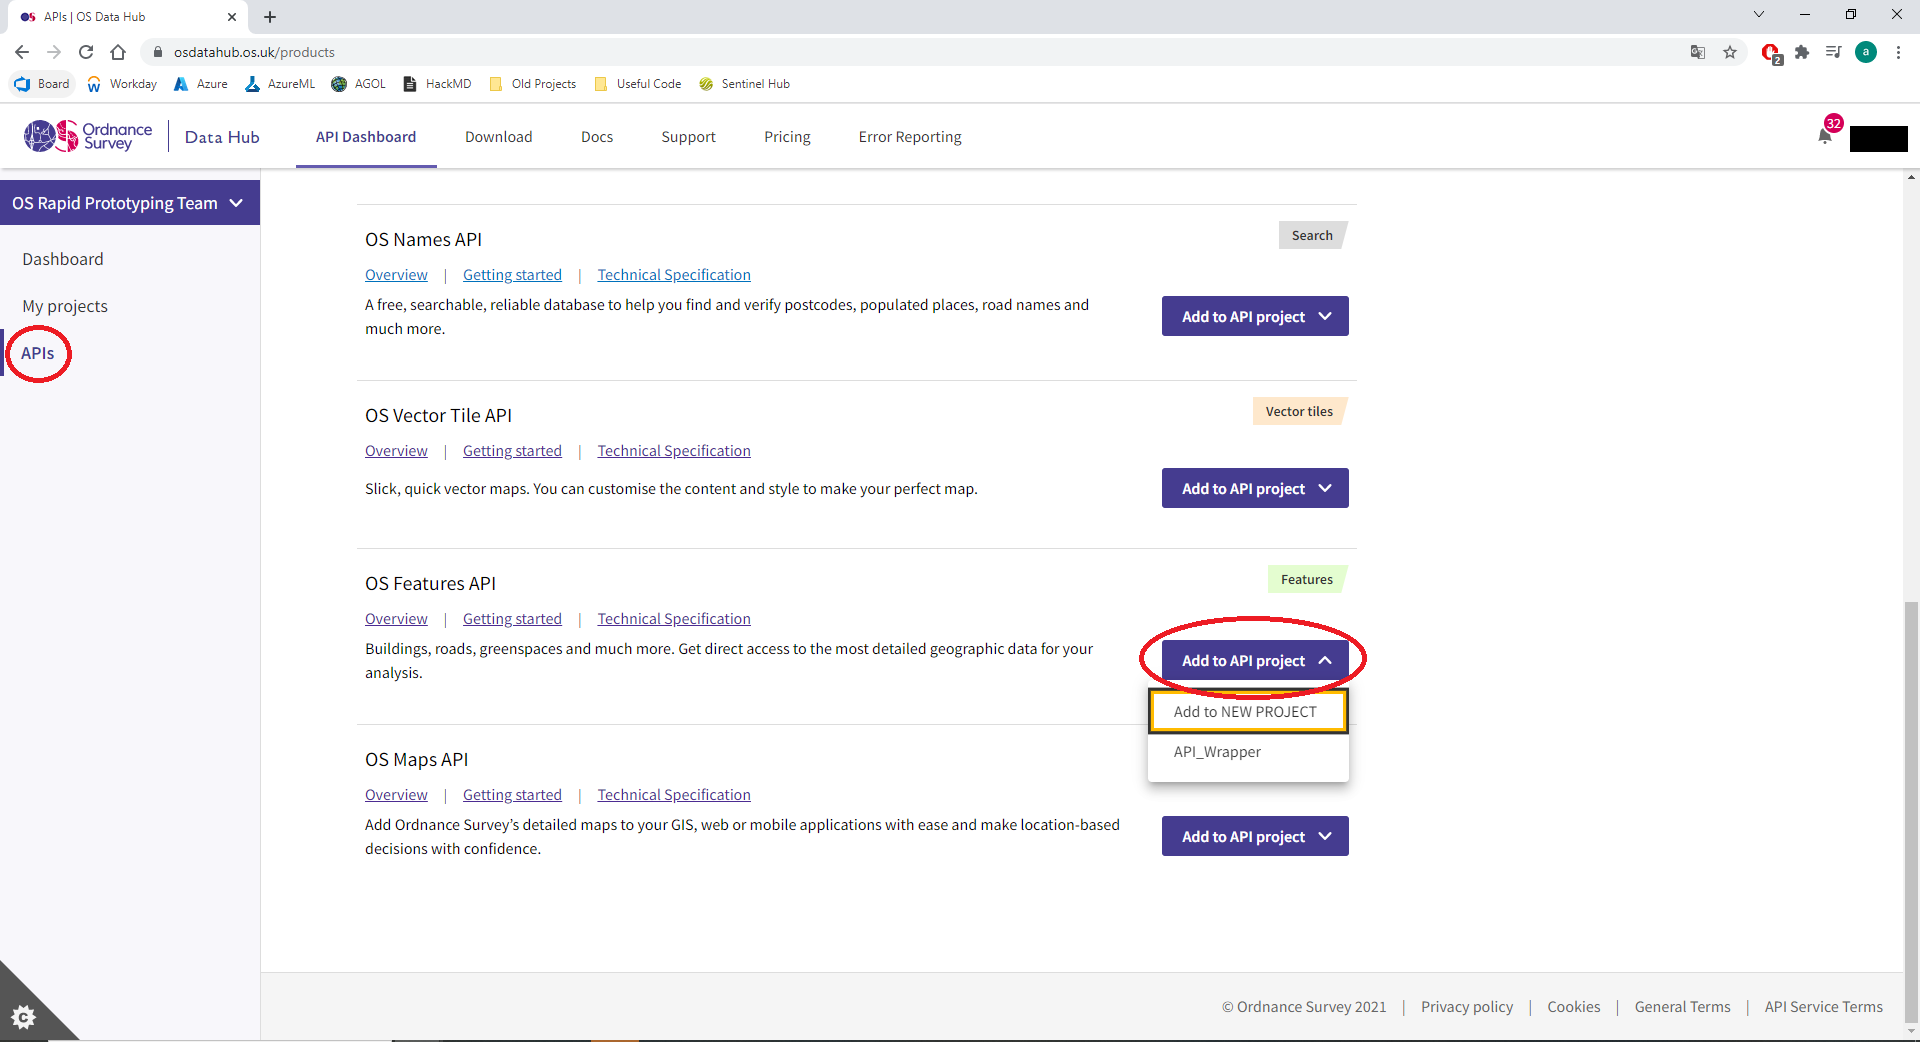 APIs | OS Data Hub
osdatahub.os.uk/products
2
a
Board
Workday
Azure
AzureML
AGOL
HackMD
Old Projects
Useful Code
Sentinel Hub
Ordnance
Survey
Data Hub
API Dashboard
Download
Docs
Support
Pricing
Error Reporting
32
OS Rapid Prototyping Team
Dashboard
My projects
APIs
OS Names API
Search
Overview | Getting started | Technical Specification
A free, searchable, reliable database to help you find and verify postcodes, populated places, road names and
much more.
Add to API project
OS Vector Tile API
Vector tiles
Overview | Getting started | Technical Specification
Slick, quick vector maps. You can customise the content and style to make your perfect map.
Add to API project
OS Features API
Features
Overview | Getting started | Technical Specification
Buildings, roads, greenspaces and much more. Get direct access to the most detailed geographic data for your
analysis.
Add to API project
Add to NEW PROJECT
API_Wrapper
OS Maps API
Overview | Getting started | Technical Specification
Add Ordnance Survey’s detailed maps to your GIS, web or mobile applications with ease and make location-based
decisions with confidence.
Add to API project
© Ordnance Survey 2021 | Privacy policy | Cookies | General Terms | API Service Terms